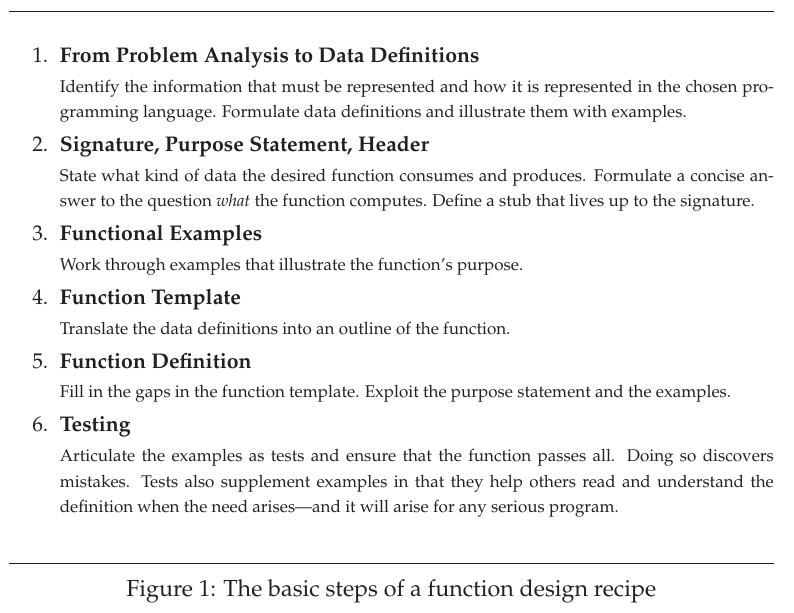 1. From Problem Analysis to Data Definitions
Identify the information that must be represented and how it is represented in the chosen pro-
gramming language. Formulate data definitions and illustrate them with examples.
2. Signature, Purpose Statement, Header
State what kind of data the desired function consumes and produces. Formulate a concise an-
swer to the question what the function computes. Define a stub that lives up to the signature.
3. Functional Examples
Work through examples that illustrate the function’s purpose.
4. Function Template
Translate the data definitions into an outline of the function.
5. Function Definition
Fill in the gaps in the function template. Exploit the purpose statement and the examples.
6. Testing
Articulate the examples as tests and ensure that the function passes all. Doing so discovers
mistakes. Tests also supplement examples in that they help others read and understand the
definition when the need arises—and it will arise for any serious program.
Figure 1: The basic steps of a function design recipe